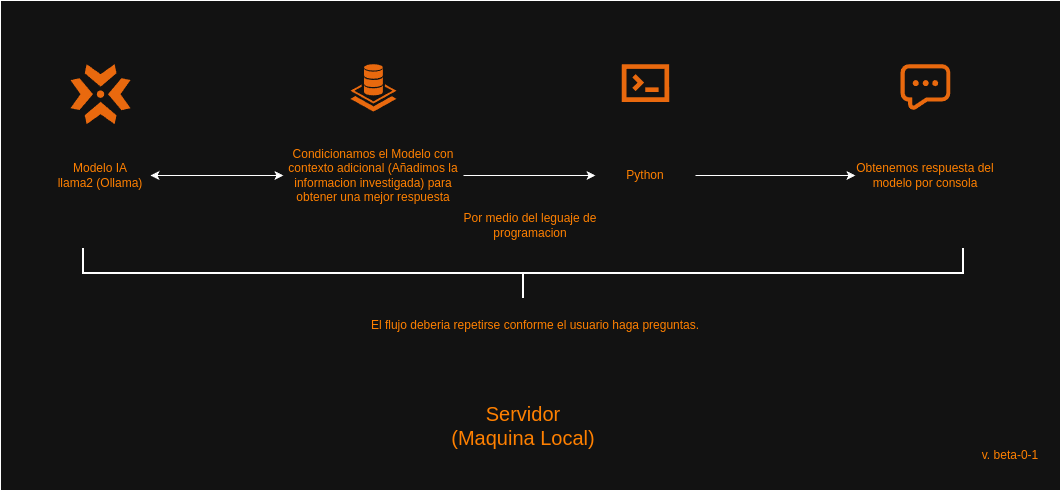 Modelo IA
llama2 (Ollama)
Condicionamos el Modelo con
contexto adicional (Añadimos la
informacion investigada) para
obtener una mejor respuesta
Por medio del leguaje de
programacion
Python
Obtenemos respuesta del
modelo por consola
El flujo deberia repetirse conforme el usuario haga preguntas.
Servidor
(Maquina Local)
v. beta-0-1